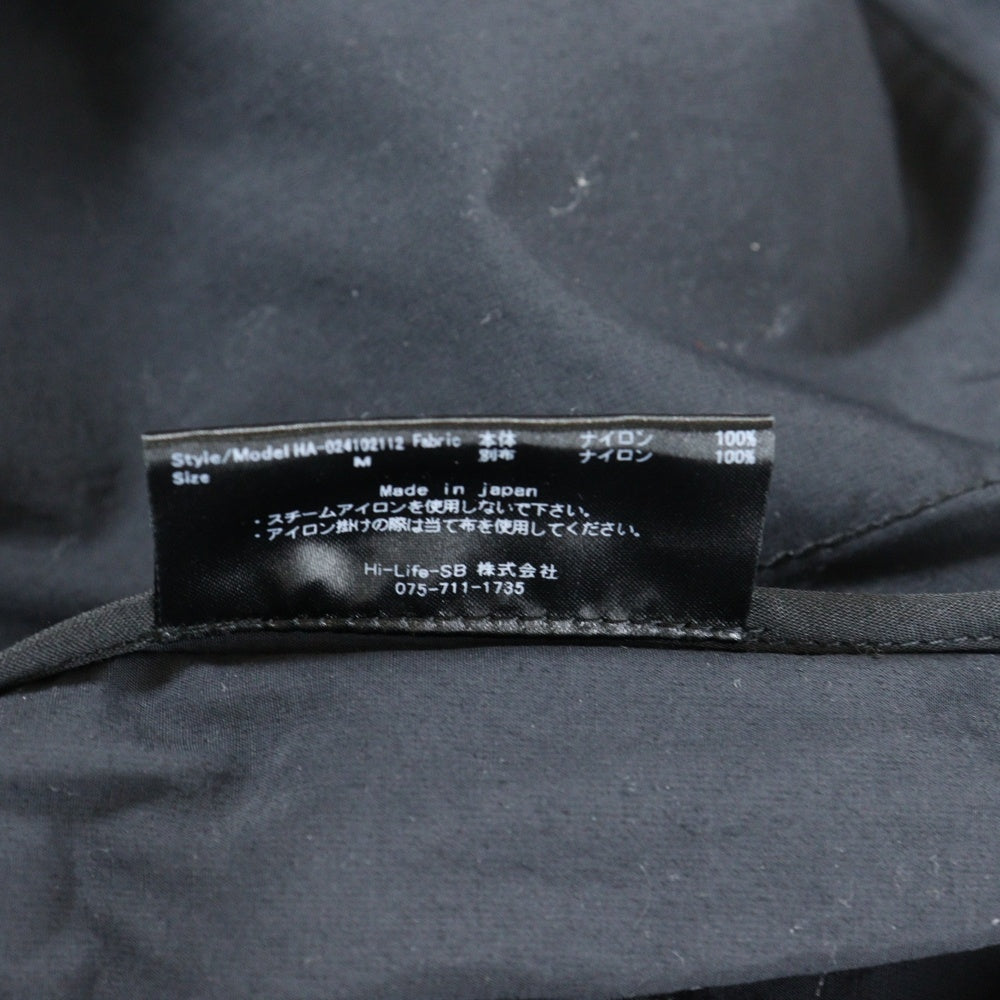 Style/Model HA-024102112 Fabric 本体 ナイロン 100%
Size M 別布 ナイロン 100%
Made in japan
・スチームアイロンを使用しないで下さい。
・アイロン掛けの際は当て布を使用してください。
Hi-Life-SB 株式会社
075-711-1735